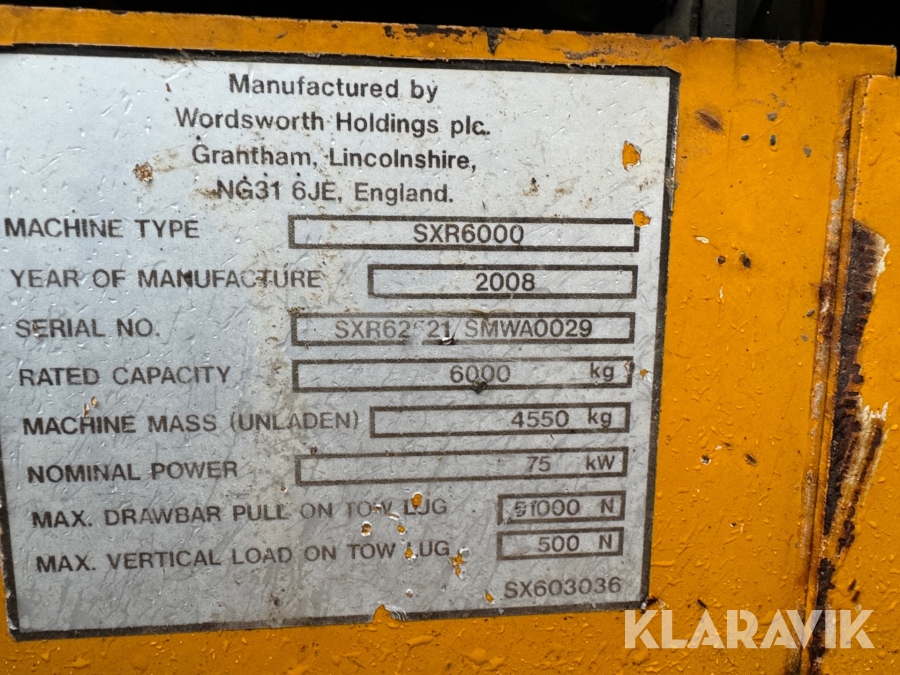 Manufactured by
Wordsworth Holdings plc.
Grantham, Lincolnshire,
NG31 6JE, England.
MACHINE TYPE SXR6000
YEAR OF MANUFACTURE 2008
SERIAL NO. SMWA0029
RATED CAPACITY 6000 kg
MACHINE MASS (UNLADEN) 4550 kg
NOMINAL POWER 75 kW
MAX. DRAWBAR PULL ON TOW LUG N
MAX. VERTICAL LOAD ON TOW LUG 500 N
SX603036
KLARAVIK